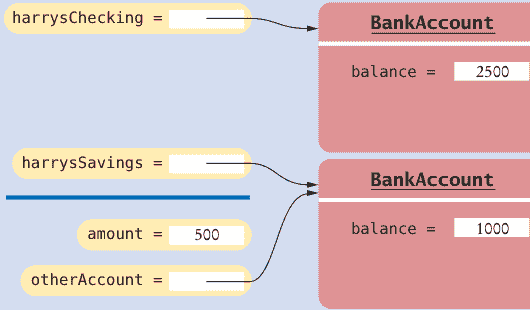 harrysChecking =
BankAccount
balance = 2500
harrysSavings =
BankAccount
amount = 500
balance = 1000
otherAccount =